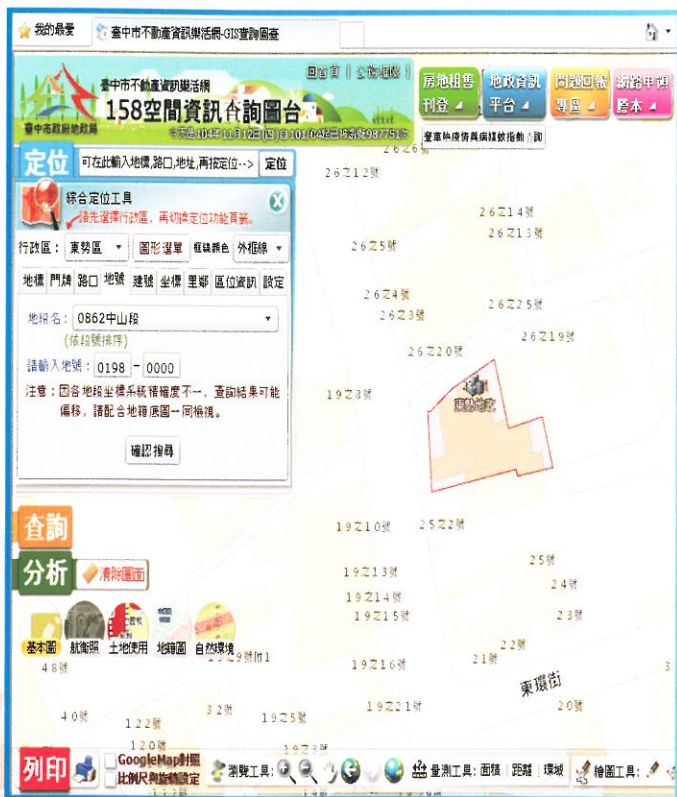 我的最愛
臺中市不動產資訊樂活網-GIS查詢圖臺
臺中市政府地政局
臺中市不動產資訊樂活網
158空間資訊查詢圖台
回首頁
房地租售
刊登
地政資訊
平台
問題回報
專區
網路申領
謄本
定位
可在此輸入地標,路口,地址,再按定位-->
定位
綜合定位工具
請先選擇行政區，再切換定位功能頁籤。
行政區：
東勢區
圖形選單
框線顏色
外框線
地標 門牌 路口 地號 建號 坐標 里鄰 區位資訊 設定
地段名：
0862中山段
(依段號排序)
請輸入地號：
0198 - 0000
注意：因各地段坐標系統精確度不一，查詢結果可能
偏移，請配合地籍底圖一同檢視。
確認搜尋
26之12號
26之14號
26之13號
26之5號
26之4號
26之3號
26之25號
26之19號
26之20號
19之8號
東勢地政
查詢
19之10號
25之2號
分析
清除圖面
19之13號
25號
24號
19之14號
19之15號
23號
基本圖
航衛照
土地使用
地籍圖
自然環境
22號
21號
48號
19之16號
東環街
20號
40號
122號
32號
19之5號
19之21號
120號
列印
GoogleMap對照
比例尺與旋轉設定
瀏覽工具:
量測工具: 面積 | 距離 | 環域
繪圖工具: